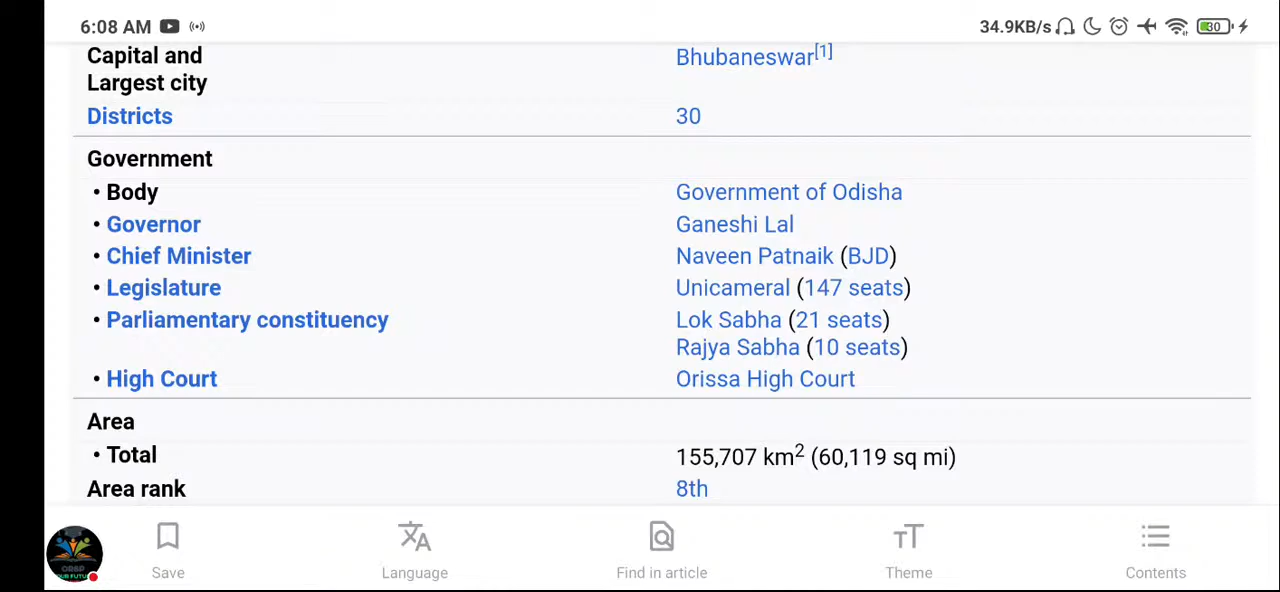 6:08 AM
34.9KB/s
30
Capital and Bhubaneswar[1]
Largest city
Districts 30
Government
• Body Government of Odisha
• Governor Ganeshi Lal
• Chief Minister Naveen Patnaik (BJD)
• Legislature Unicameral (147 seats)
• Parliamentary constituency Lok Sabha (21 seats)
Rajya Sabha (10 seats)
• High Court Orissa High Court
Area
• Total 155,707 km2 (60,119 sq mi)
Area rank 8th
Save Language Find in article Theme Contents